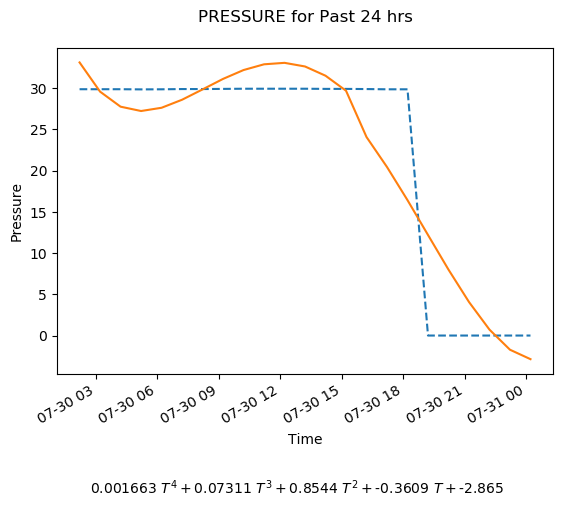 PRESSURE for Past 24 hrs
30
25
20
15
10
5
0
Pressure
07-30 03 07-30 06 07-30 09 07-30 12 07-30 15 07-30 18 07-30 21 07-31 00
Time
0.001663 T⁴ + 0.07311 T³ + 0.8544 T² + -0.3609 T + -2.865